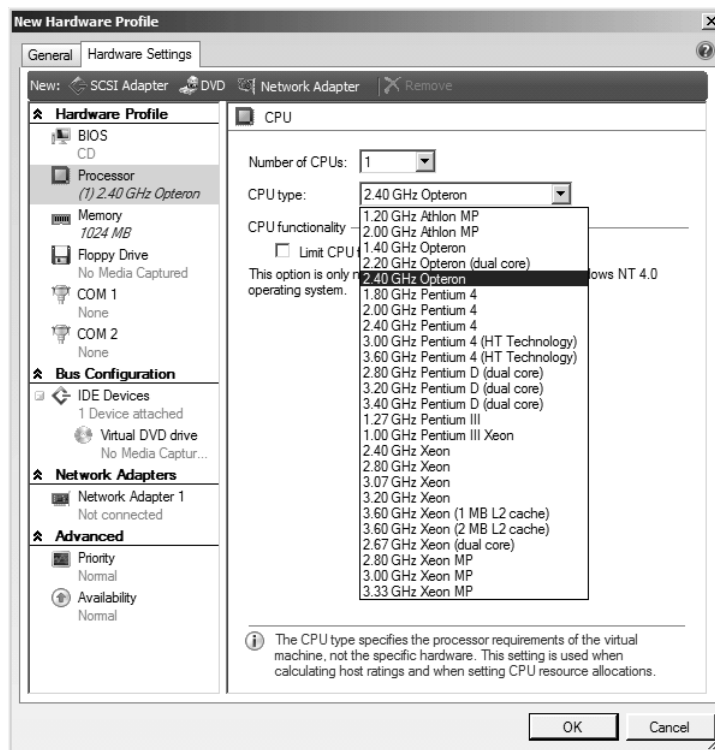 New Hardware Profile
General
Hardware Settings
New: SCSI Adapter DVD Network Adapter Remove
Hardware Profile
BIOS
CD
Processor
(1) 2.40 GHz Opteron
Memory
1024 MB
Floppy Drive
No Media Captured
COM 1
None
COM 2
None
Bus Configuration
IDE Devices
1 Device attached
Virtual DVD drive
No Media Captur...
Network Adapters
Network Adapter 1
Not connected
Advanced
Priority
Normal
Availability
Normal
CPU
Number of CPUs: 1
CPU type: 2.40 GHz Opteron
CPU functionality
Limit CPU
This option is only
ows NT 4.0
operating system.
1.20 GHz Athlon MP
2.00 GHz Athlon MP
1.40 GHz Opteron
2.20 GHz Opteron (dual core)
2.40 GHz Opteron
1.80 GHz Pentium 4
2.00 GHz Pentium 4
2.40 GHz Pentium 4
3.00 GHz Pentium 4 (HT Technology)
3.60 GHz Pentium 4 (HT Technology)
2.80 GHz Pentium D (dual core)
3.20 GHz Pentium D (dual core)
3.40 GHz Pentium D (dual core)
1.27 GHz Pentium III
1.00 GHz Pentium III Xeon
2.40 GHz Xeon
2.80 GHz Xeon
3.07 GHz Xeon
3.20 GHz Xeon
3.60 GHz Xeon (1 MB L2 cache)
3.60 GHz Xeon (2 MB L2 cache)
2.67 GHz Xeon (dual core)
2.80 GHz Xeon MP
3.00 GHz Xeon MP
3.33 GHz Xeon MP
The CPU type specifies the processor requirements of the virtual
machine, not the specific hardware. This setting is used when
calculating host ratings and when setting CPU resource allocations.
OK
Cancel